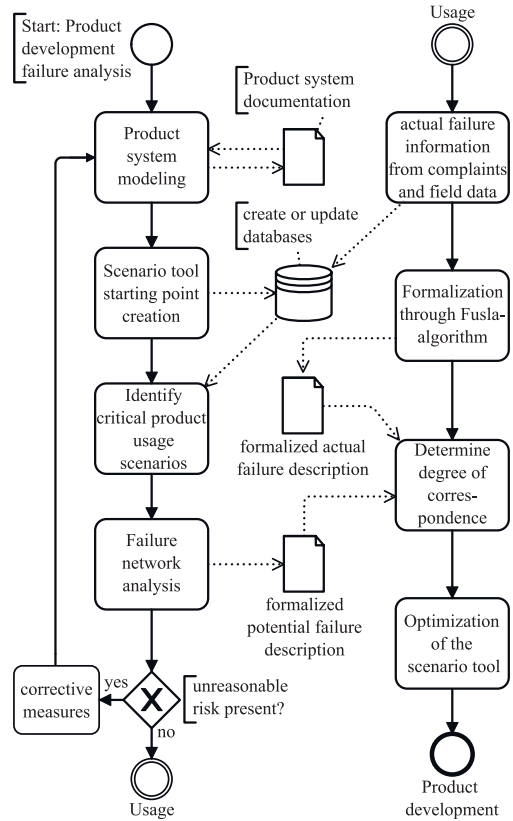 Start: Product
development
failure analysis
Usage
Product system
documentation
Product
system
modeling
actual failure
information
from complaints
and field data
create or update
databases
Scenario tool
starting point
creation
Formalization
through Fusla-
algorithm
Identify
critical product
usage
scenarios
formalized actual
failure description
Determine
degree of
corres-
pondence
Failure
network
analysis
formalized
potential failure
description
Optimization
of the
scenario tool
corrective
measures
yes
X
unreasonable
risk present?
no
Usage
Product
development